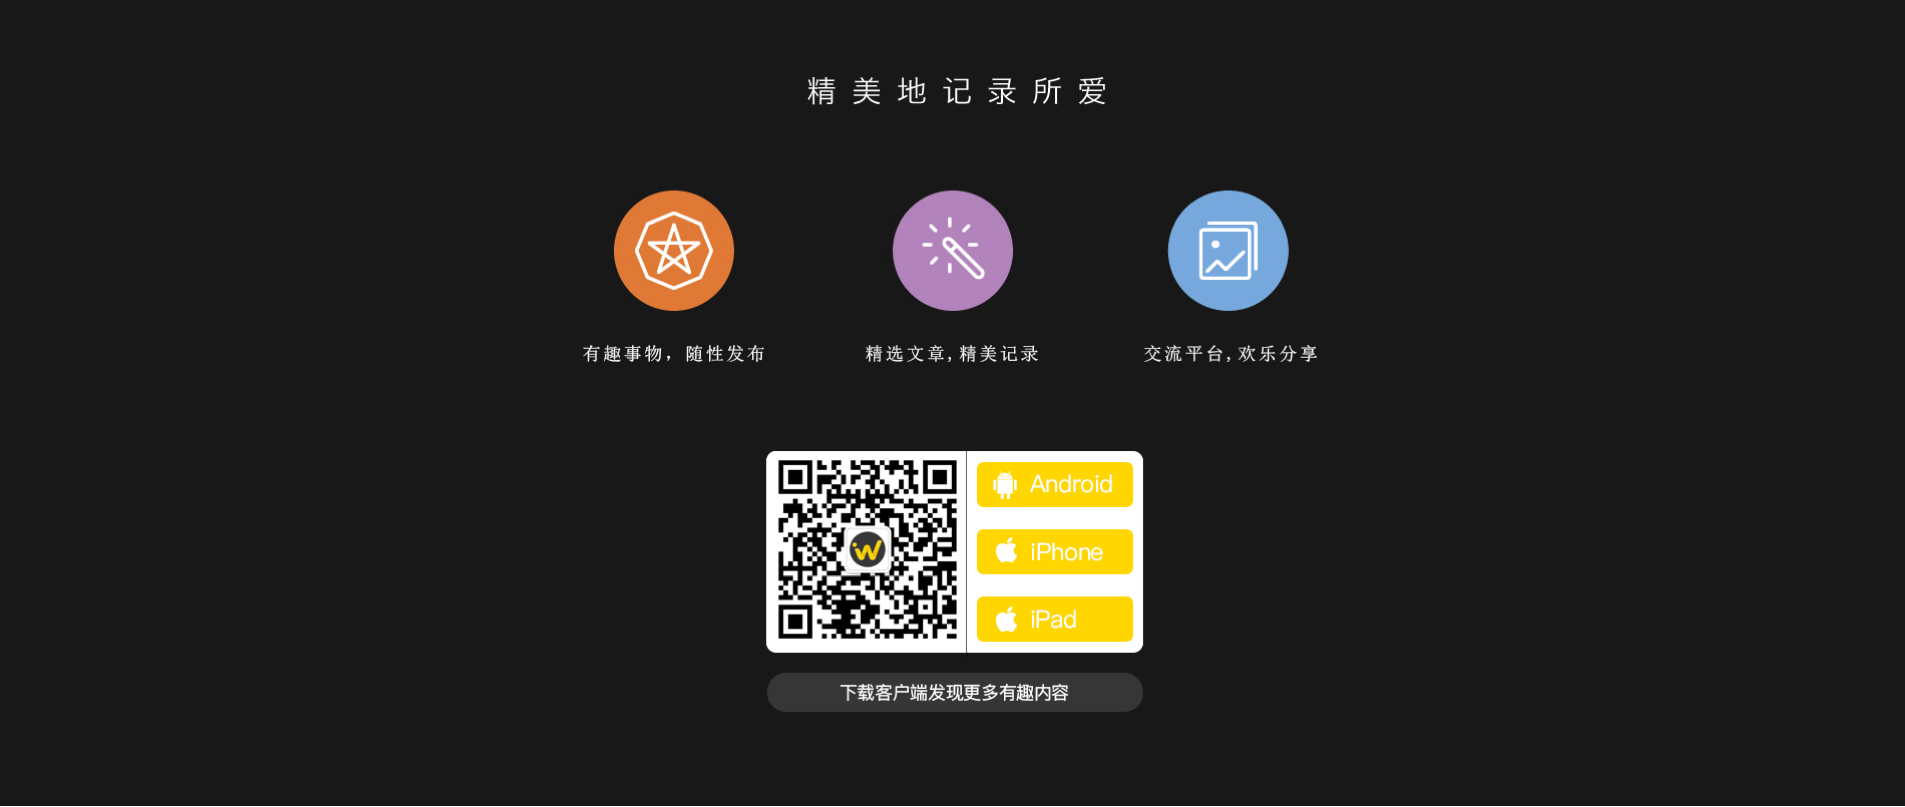 精美地记录所爱
有趣事物，随性发布
精选文章，精美记录
交流平台，欢乐分享
Android
iPhone
iPad
下载客户端发现更多有趣内容